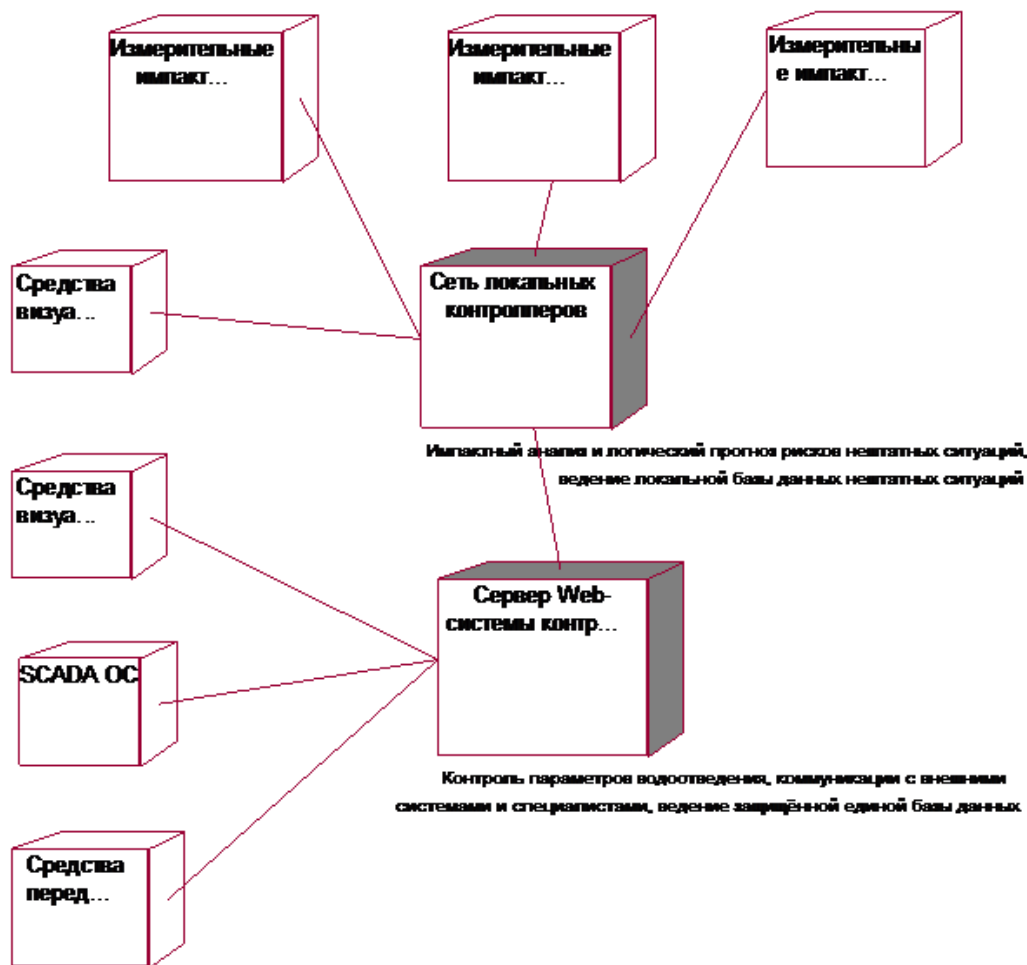 Измерительные
импакт...
Измерительные
импакт...
Измерительны
е импакт...
Средства
визуа...
Сеть локальных
контроллеров
Импактный анализ и логический прогноз рисков нештатных ситуаций,
ведение локальной базы данных нештатных ситуаций
Средства
визуа...
Сервер Web-
системы контр...
SCADA ОС
Контроль параметров водоотведения, коммуникации с внешними
системами и специалистами, ведение защищённой единой базы данных
Средства
перед...